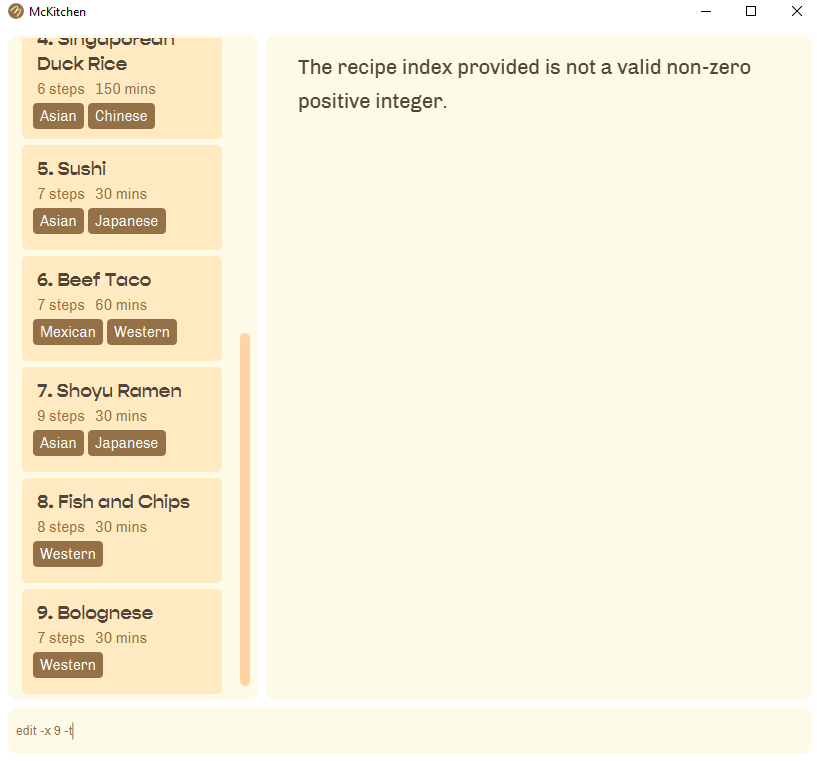 McKitchen
4. Singaporean
Duck Rice
6 steps 150 mins
Asian Chinese
5. Sushi
7 steps 30 mins
Asian Japanese
6. Beef Taco
7 steps 60 mins
Mexican Western
7. Shoyu Ramen
9 steps 30 mins
Asian Japanese
8. Fish and Chips
8 steps 30 mins
Western
9. Bolognese
7 steps 30 mins
Western
The recipe index provided is not a valid non-zero
positive integer.
edit -x 9 -t